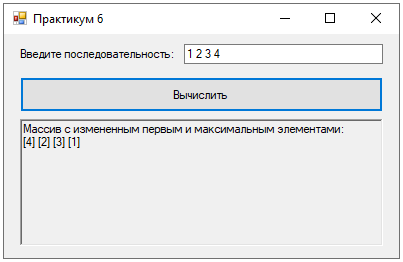 Практикум 6
Введите последовательность: 1 2 3 4
Вычислить
Массив с измененным первым и максимальным элементами:
[4] [2] [3] [1]